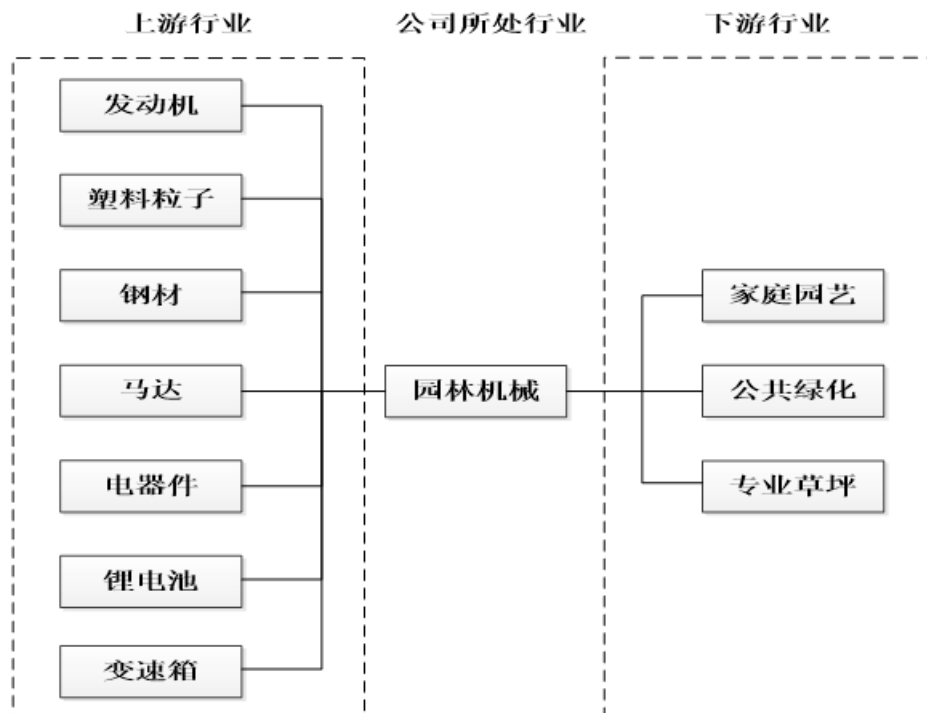 上游行业
公司所处行业
下游行业
发动机
塑料粒子
钢材
马达
电器件
锂电池
变速箱
园林机械
家庭园艺
公共绿化
专业草坪